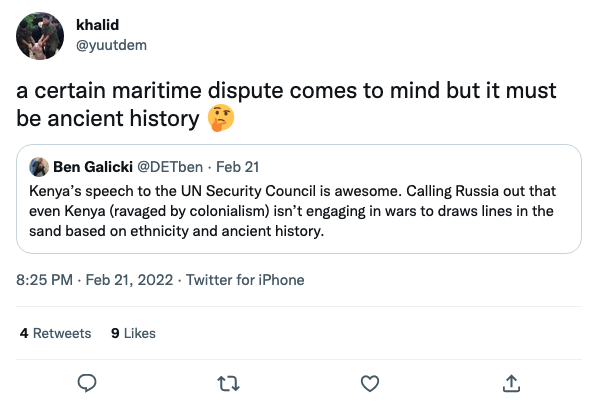 khalid
@yuutdem
a certain maritime dispute comes to mind but it must
be ancient history 🤔
Ben Galicki @DETben · Feb 21
Kenya’s speech to the UN Security Council is awesome. Calling Russia out that
even Kenya (ravaged by colonialism) isn’t engaging in wars to draws lines in the
sand based on ethnicity and ancient history.
8:25 PM · Feb 21, 2022 · Twitter for iPhone
4 Retweets 9 Likes